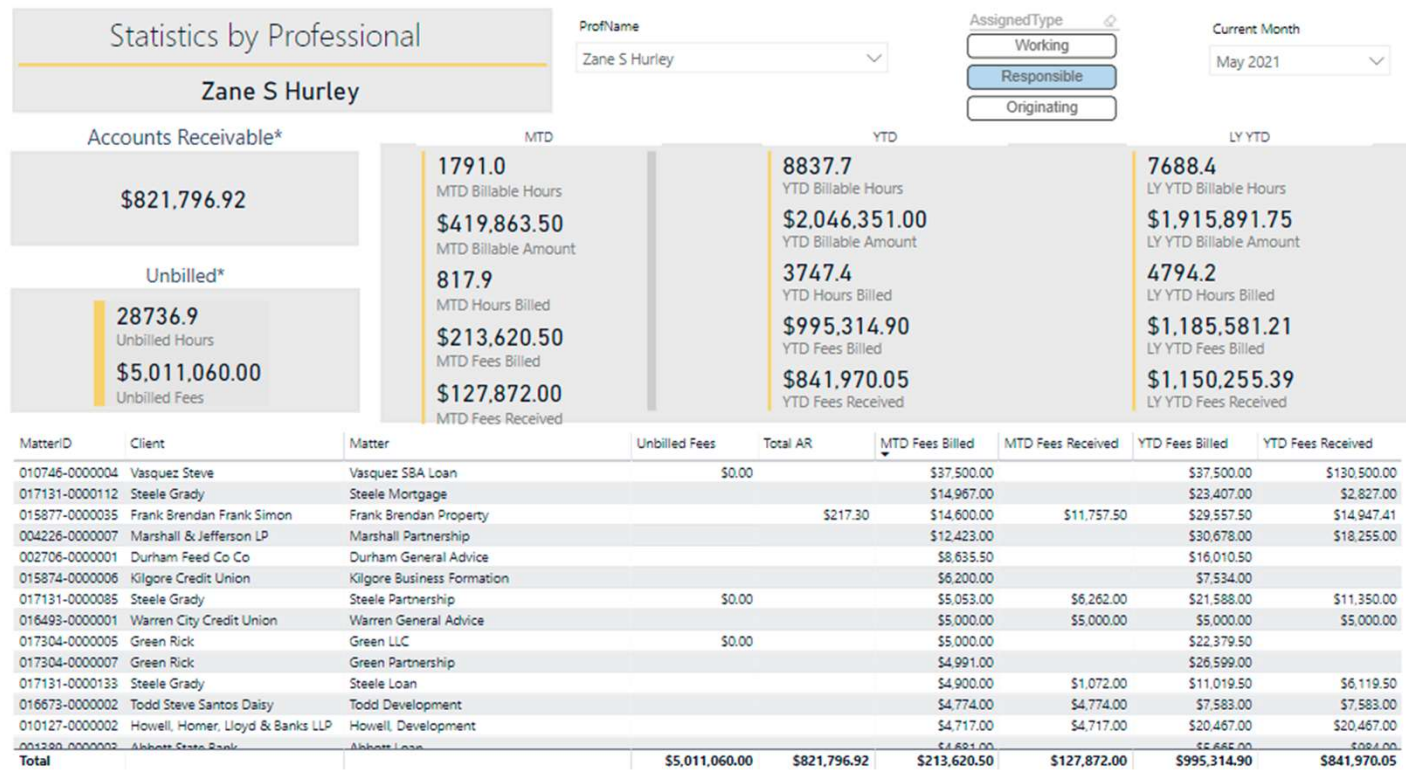 Statistics by Professional
Zane S Hurley
ProfName
Zane S Hurley
AssignedType
Working
Responsible
Originating
Current Month
May 2021
Accounts Receivable*
$821,796.92
Unbilled*
28736.9
Unbilled Hours
$5,011,060.00
Unbilled Fees
MTD
1791.0
MTD Billable Hours
$419,863.50
MTD Billable Amount
817.9
MTD Hours Billed
$213,620.50
MTD Fees Billed
$127,872.00
MTD Fees Received
YTD
8837.7
YTD Billable Hours
$2,046,351.00
YTD Billable Amount
3747.4
YTD Hours Billed
$995,314.90
YTD Fees Billed
$841,970.05
YTD Fees Received
LY YTD
7688.4
LY YTD Billable Hours
$1,915,891.75
LY YTD Billable Amount
4794.2
LY YTD Hours Billed
$1,185,581.21
LY YTD Fees Billed
$1,150,255.39
LY YTD Fees Received
MatterID Client Matter Unbilled Fees Total AR MTD Fees Billed MTD Fees Received YTD Fees Billed YTD Fees Received
010746-0000004 Vasquez Steve Vasquez SBA Loan $0.00 $37,500.00 $37,500.00 $130,500.00
017131-0000112 Steele Grady Steele Mortgage $14,967.00 $23,407.00 $2,827.00
015877-0000035 Frank Brendan Frank Simon Frank Brendan Property $217.30 $14,600.00 $11,757.50 $29,557.50 $14,947.41
004226-0000007 Marshall & Jefferson LP Marshall Partnership $12,423.00 $30,678.00 $18,255.00
002706-0000001 Durham Feed Co Co Durham General Advice $8,635.50 $16,010.50
015874-0000006 Kilgore Credit Union Kilgore Business Formation $6,200.00 $7,534.00
017131-0000085 Steele Grady Steele Partnership $0.00 $5,053.00 $6,262.00 $21,588.00 $11,350.00
016493-0000001 Warren City Credit Union Warren General Advice $5,000.00 $5,000.00 $5,000.00 $5,000.00
017304-0000005 Green Rick Green LLC $0.00 $5,000.00 $22,379.50
017304-0000007 Green Rick Green Partnership $4,991.00 $26,599.00
017131-0000133 Steele Grady Steele Loan $4,900.00 $1,072.00 $11,019.50 $6,119.50
016673-0000002 Todd Steve Santos Daisy Todd Development $4,774.00 $4,774.00 $7,583.00 $7,583.00
010127-0000002 Howell, Homer, Lloyd & Banks LLP Howell, Development $4,717.00 $4,717.00 $20,467.00 $20,467.00
001389-0000003 Abbott State Bank Abbott Loan $4,681.00 $5,665.00 $984.00
Total $5,011,060.00 $821,796.92 $213,620.50 $127,872.00 $995,314.90 $841,970.05